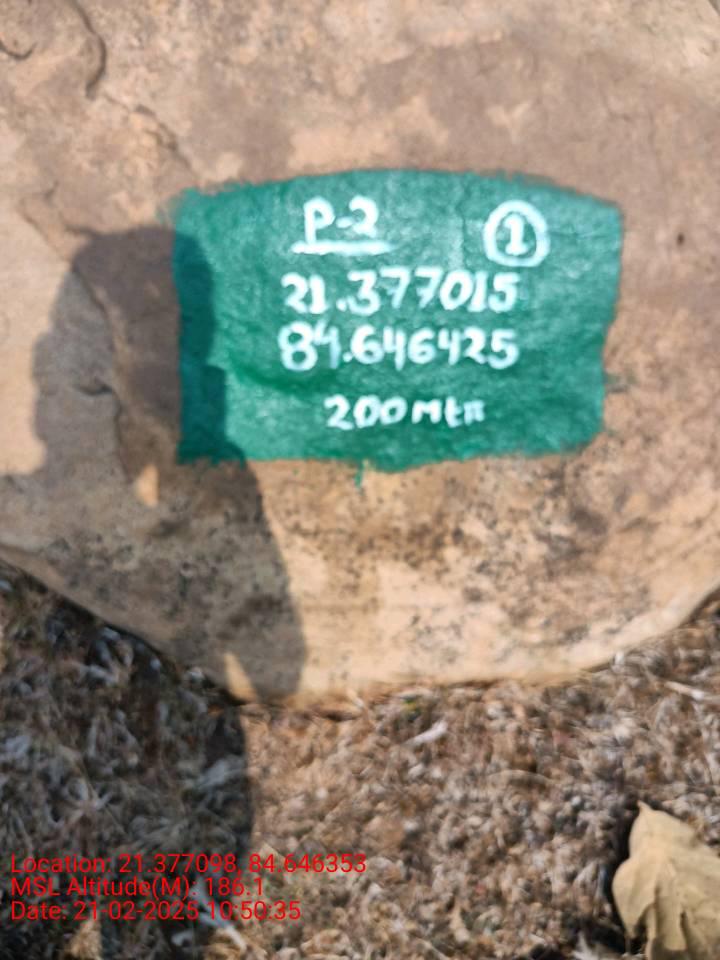 P-2 ①
21.377015
84.646425
200 Mtr
Location: 21.377098, 84.646353
MSL Altitude(M): 186.1
Date: 21-02-2025 10:50:35